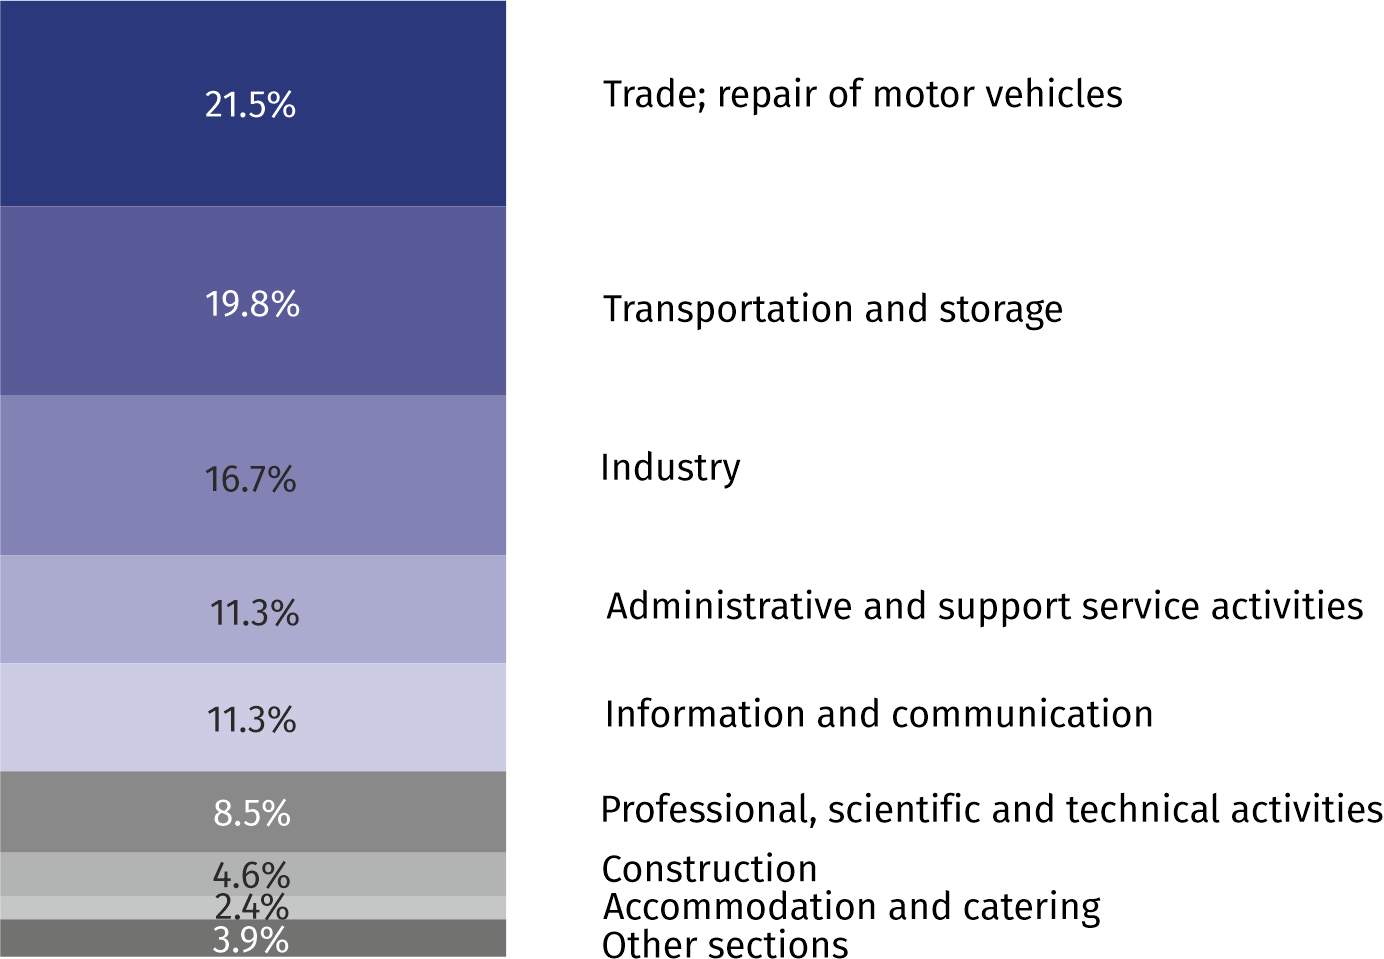 21.5% Trade; repair of motor vehicles
19.8% Transportation and storage
16.7% Industry
11.3% Administrative and support service activities
11.3% Information and communication
8.5% Professional, scientific and technical activities
4.6% Construction
2.4% Accommodation and catering
3.9% Other sections